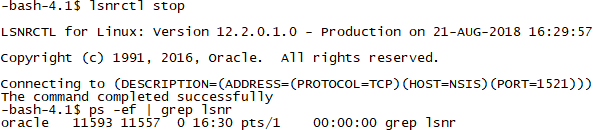 -bash-4.1$ lsnrctl stop
LSNRCTL for Linux: Version 12.2.0.1.0 - Production on 21-AUG-2018 16:29:57
Copyright (c) 1991, 2016, Oracle.  All rights reserved.
Connecting to (DESCRIPTION=(ADDRESS=(PROTOCOL=TCP)(HOST=NSIS)(PORT=1521)))
The command completed successfully
-bash-4.1$ ps -ef | grep lsnr
oracle   11593 11557  0 16:30 pts/1    00:00:00 grep lsnr